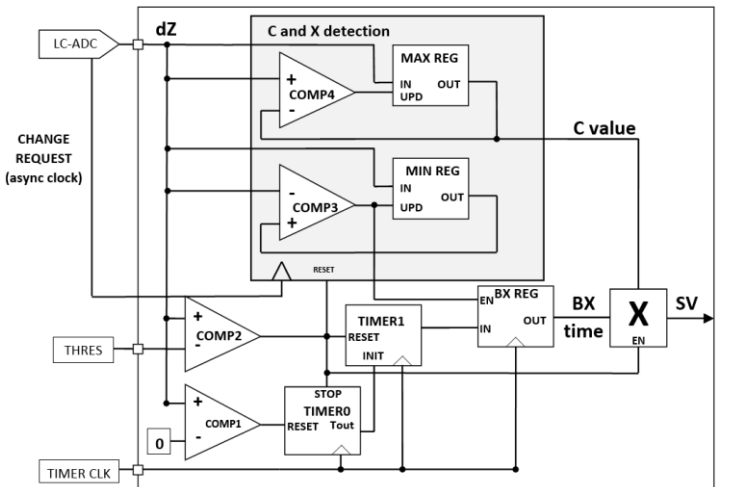 dZ
C and X detection
LC-ADC
MAX REG
+
IN
OUT
COMP4
UPD
-
C value
CHANGE
REQUEST
(async clock)
MIN REG
-
IN
OUT
COMP3
UPD
+
RESET
BX REG
EN
BX
SV
+
COMP2
TIMER1
OUT
X
THRES
-
RESET
IN
time
INIT
EN
STOP
+
TIMER0
COMP1
RESET
Tout
0
-
TIMER CLK